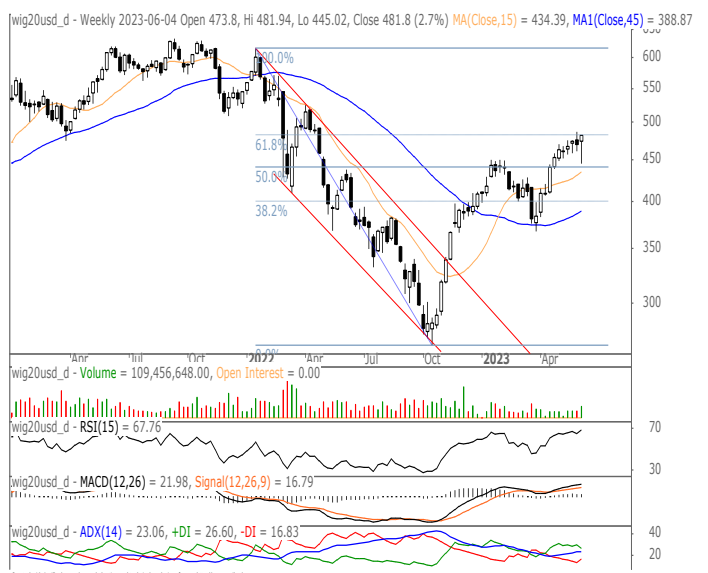 wig20usd_d - Weekly 2023-06-04 Open 473.8, Hi 481.94, Lo 445.02, Close 481.8 (2.7%) MA(Close,15) = 434.39, MA1(Close,45) = 388.87
650
600
550
500
450
400
350
300
100.0%
61.8%
50.0%
38.2%
0.0%
'Apr 'Jul 'Oct '2022 'Apr 'Jul 'Oct '2023 'Apr
wig20usd_d - Volume = 109,456,648.00, Open Interest = 0.00
wig20usd_d - RSI(15) = 67.76
70
30
wig20usd_d - MACD(12,26) = 21.98, Signal(12,26,9) = 16.79
wig20usd_d - ADX(14) = 23.06, +DI = 26.60, -DI = 16.83
40
20